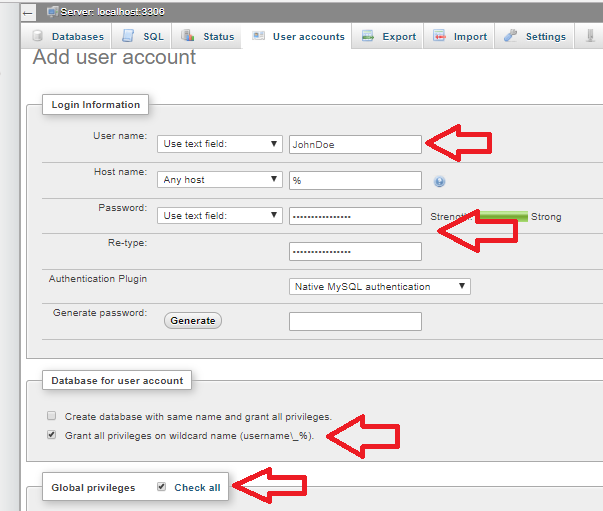 Server: localhost:3306
Databases SQL Status User accounts Export Import Settings
Add user account
Login Information
User name: Use text field: JohnDoe
Host name: Any host %
Password: Use text field: ••••••••••••••• Strength: Strong
Re-type: •••••••••••••••
Authentication Plugin Native MySQL authentication
Generate password: Generate
Database for user account
Create database with same name and grant all privileges.
Grant all privileges on wildcard name (username\_%).
Global privileges Check all